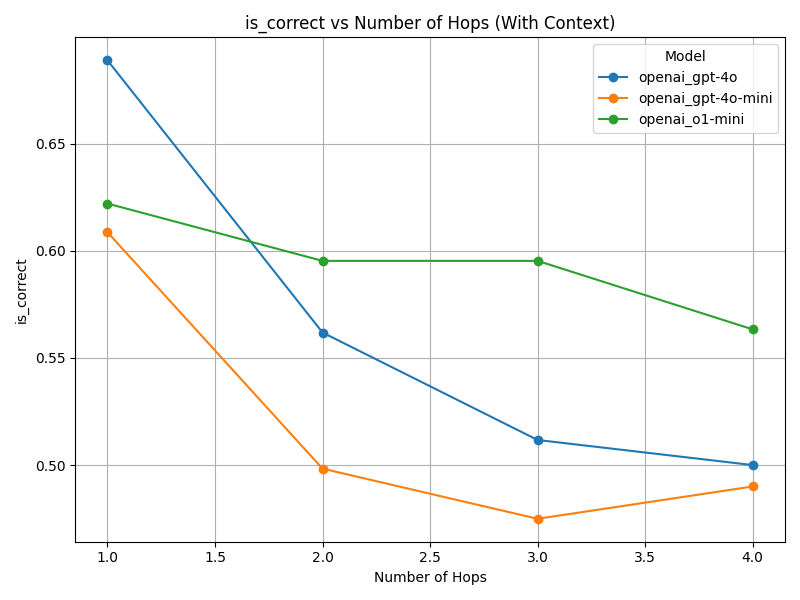 is_correct vs Number of Hops (With Context)
Model
openai_gpt-4o
openai_gpt-4o-mini
openai_o1-mini
0.65
0.60
0.55
0.50
is_correct
1.0 1.5 2.0 2.5 3.0 3.5 4.0
Number of Hops